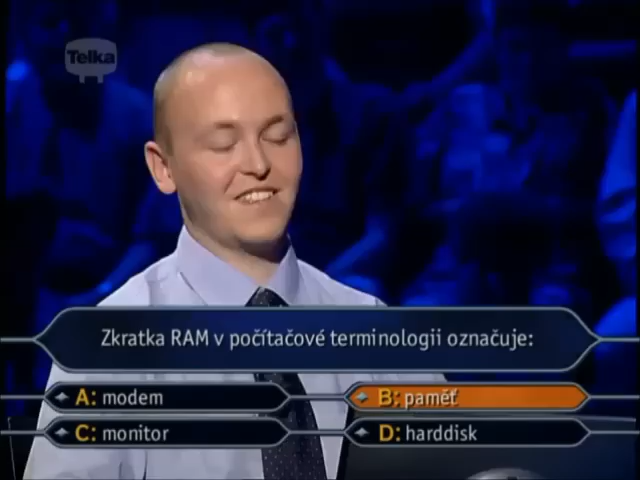 Telka
Zkratka RAM v počítačové terminologii označuje:
A: modem
B: paměť
C: monitor
D: harddisk